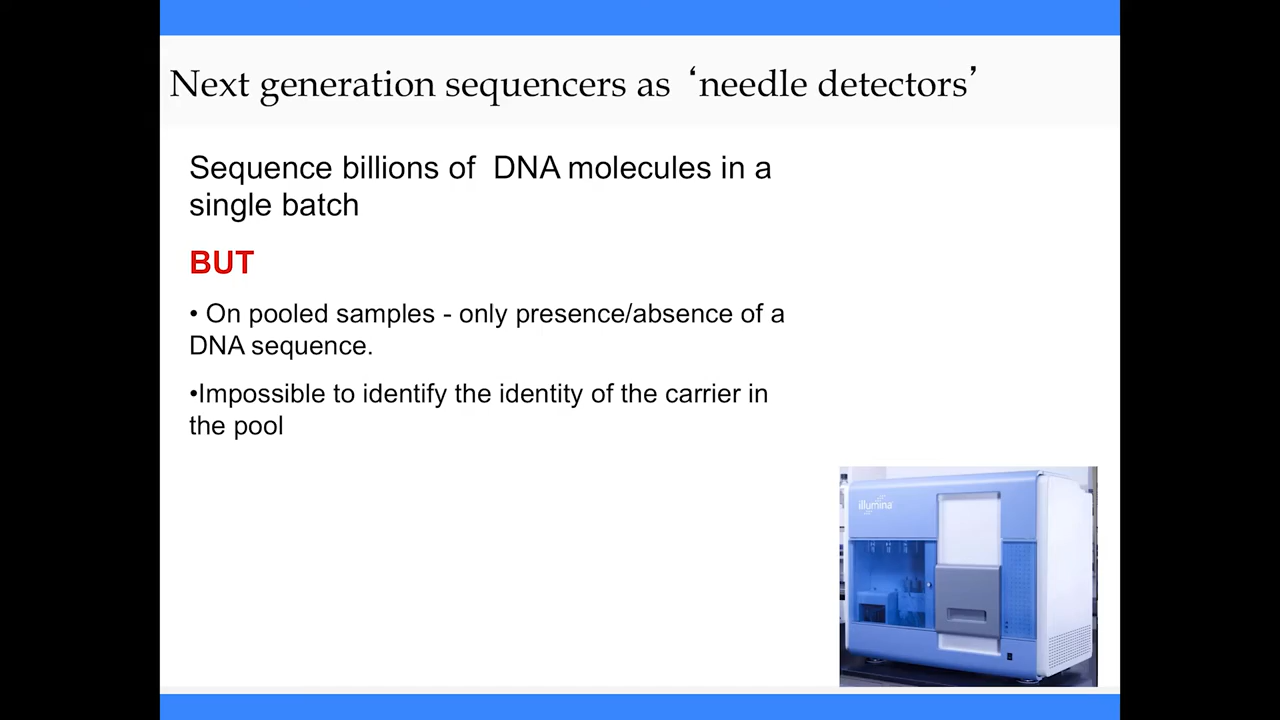 Next generation sequencers as ‘needle detectors’
Sequence billions of DNA molecules in a
single batch
BUT
• On pooled samples - only presence/absence of a
DNA sequence.
•Impossible to identify the identity of the carrier in
the pool
illumina